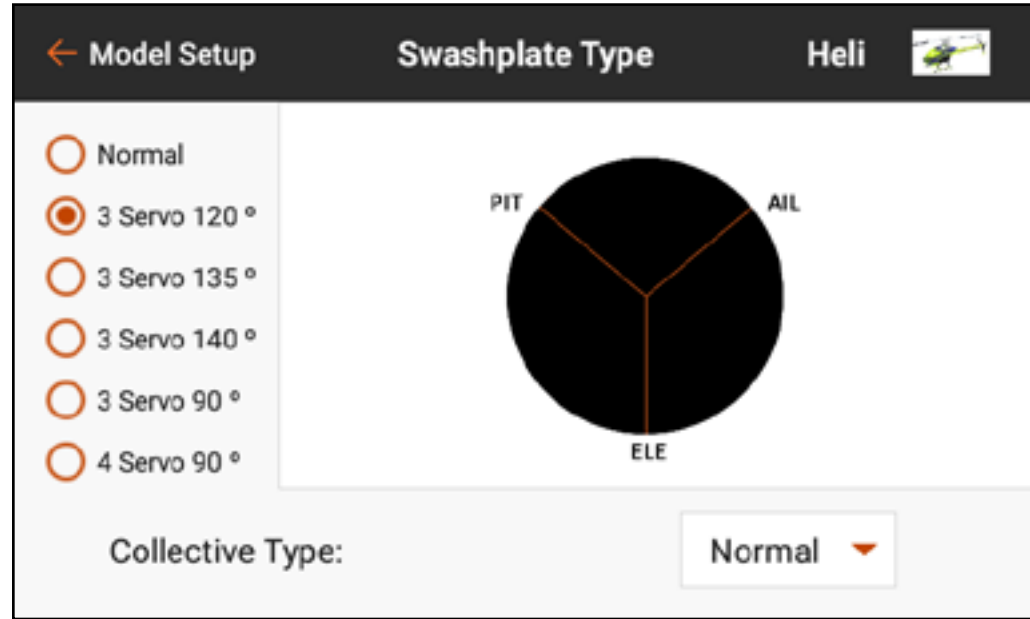 Model Setup
Swashplate Type
Heli
Normal
3 Servo 120 º
3 Servo 135 º
3 Servo 140 º
3 Servo 90 º
4 Servo 90 º
PIT
AIL
ELE
Collective Type:
Normal